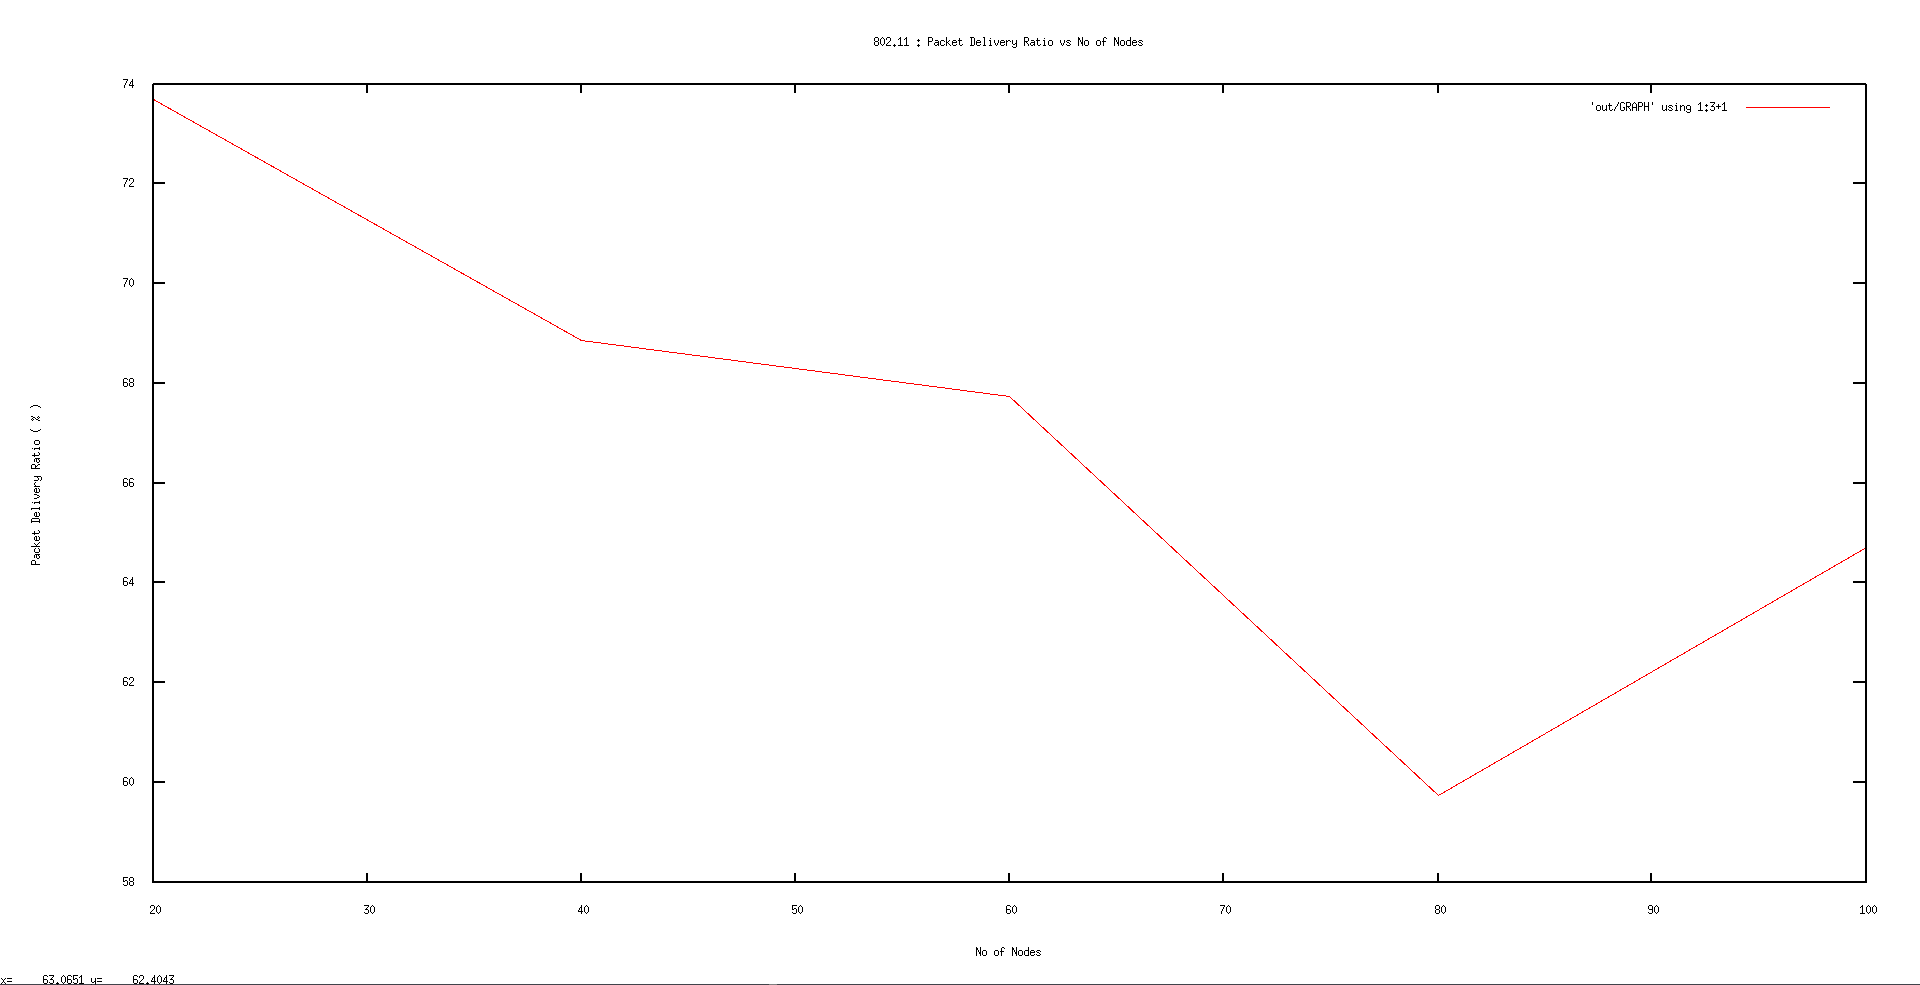 802.11 : Packet Delivery Ratio vs No of Nodes
'out/GRAPH' using 1:3+1
74
72
70
68
66
64
62
60
58
Packet Delivery Ratio ( % )
20 30 40 50 60 70 80 90 100
No of Nodes
x= 63.0651 y= 62.4043